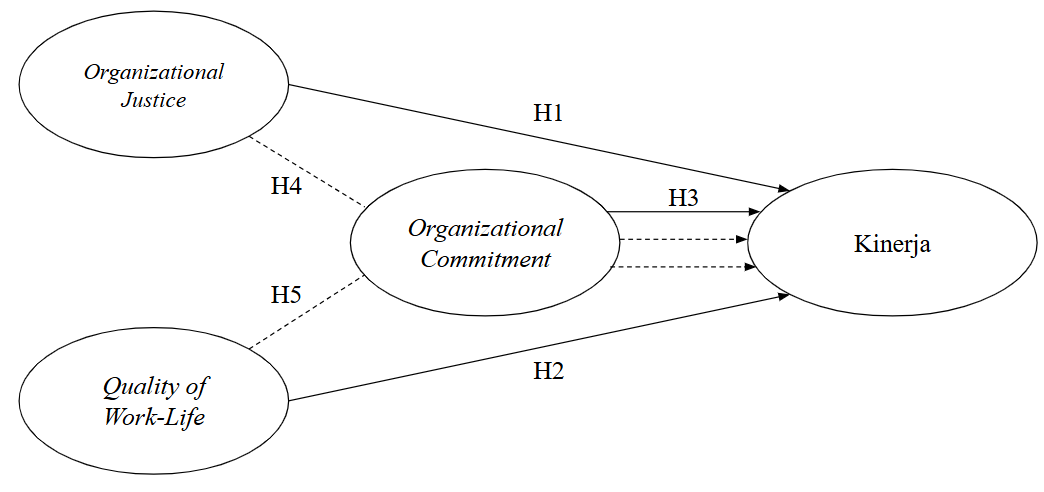 Organizational
Justice
H1
H4
H3
Organizational
Commitment
Kinerja
H5
H2
Quality of
Work-Life